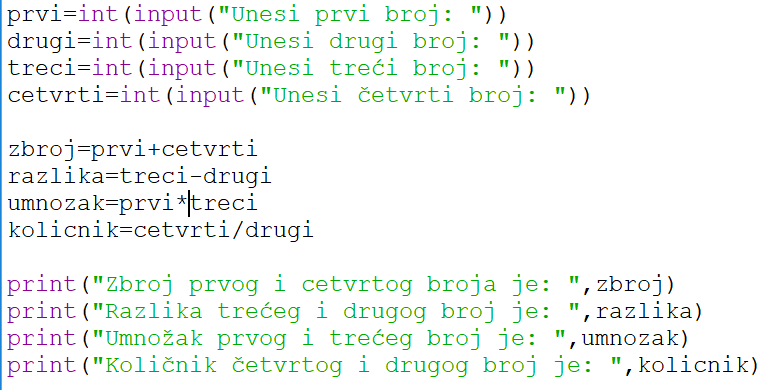 prvi=int(input("Unesi prvi broj: "))
drugi=int(input("Unesi drugi broj: "))
treci=int(input("Unesi treći broj: "))
cetvrti=int(input("Unesi četvrti broj: "))
zbroj=prvi+cetvrti
razlika=treci-drugi
umnozak=prvi*treci
kolicnik=cetvrti/drugi
print("Zbroj prvog i cetvrtog broja je: ",zbroj)
print("Razlika trećeg i drugog broj je: ",razlika)
print("Umnožak prvog i trećeg broj je: ",umnozak)
print("Količnik četvrtog i drugog broj je: ",kolicnik)